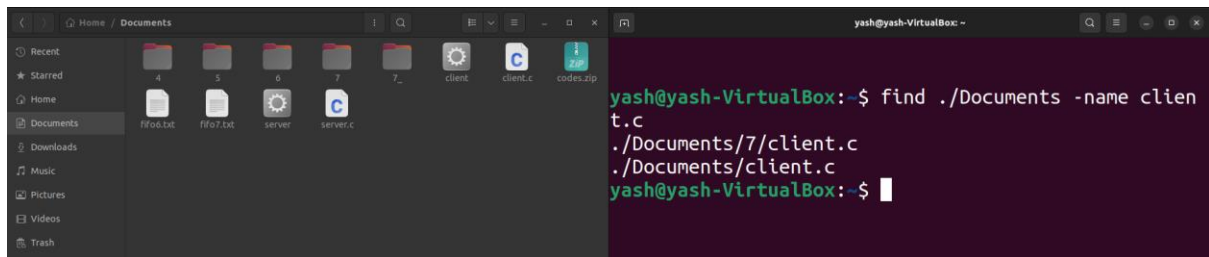 Home / Documents
Recent
Starred
Home
Documents
Downloads
Music
Pictures
Videos
Trash
4
5
6
7
7_
client
client.c
codes.zip
ZIP
C
fifo6.txt
fifo7.txt
server
server.c
C
yash@yash-VirtualBox: ~
yash@yash-VirtualBox:~$ find ./Documents -name clien
t.c
./Documents/7/client.c
./Documents/client.c
yash@yash-VirtualBox:~$